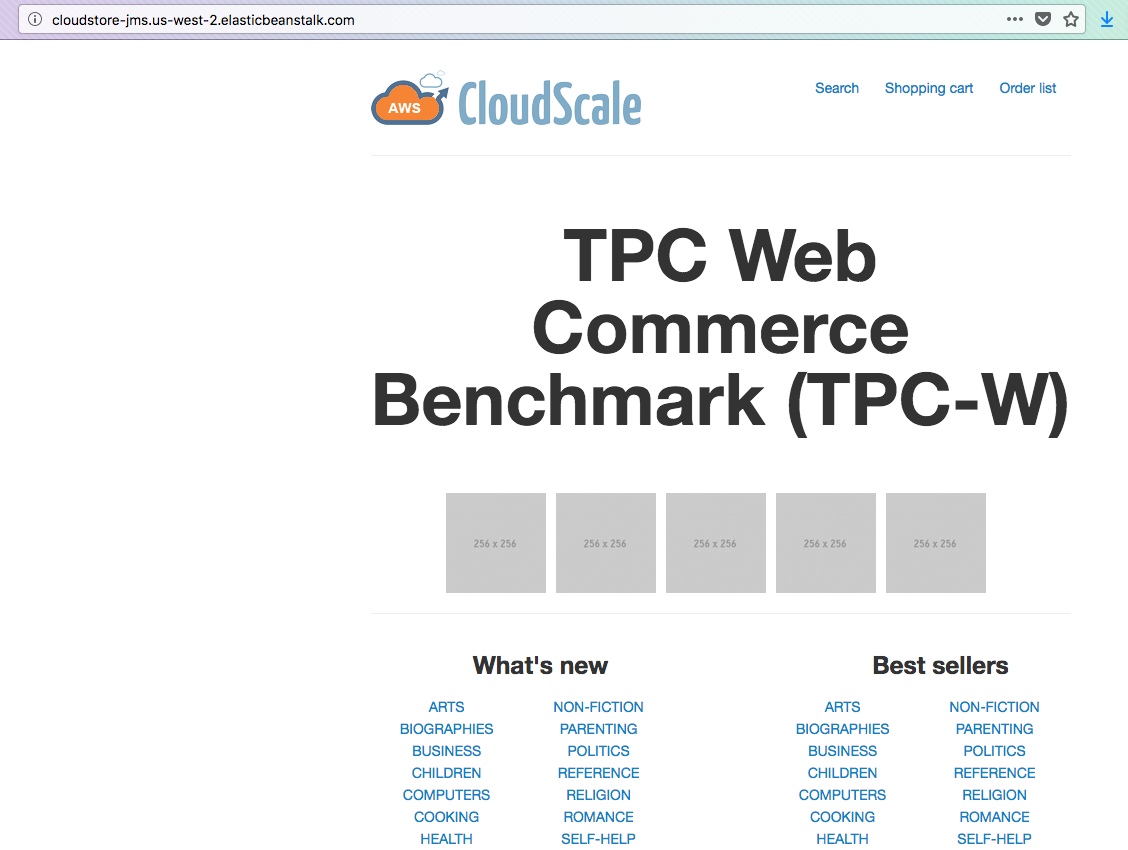 cloudstore-jms.us-west-2.elasticbeanstalk.com
AWS CloudScale
Search Shopping cart Order list
TPC Web
Commerce
Benchmark (TPC-W)
256 x 256 256 x 256 256 x 256 256 x 256 256 x 256
What's new Best sellers
ARTS NON-FICTION ARTS NON-FICTION
BIOGRAPHIES PARENTING BIOGRAPHIES PARENTING
BUSINESS POLITICS BUSINESS POLITICS
CHILDREN REFERENCE CHILDREN REFERENCE
COMPUTERS RELIGION COMPUTERS RELIGION
COOKING ROMANCE COOKING ROMANCE
HEALTH SELF-HELP HEALTH SELF-HELP